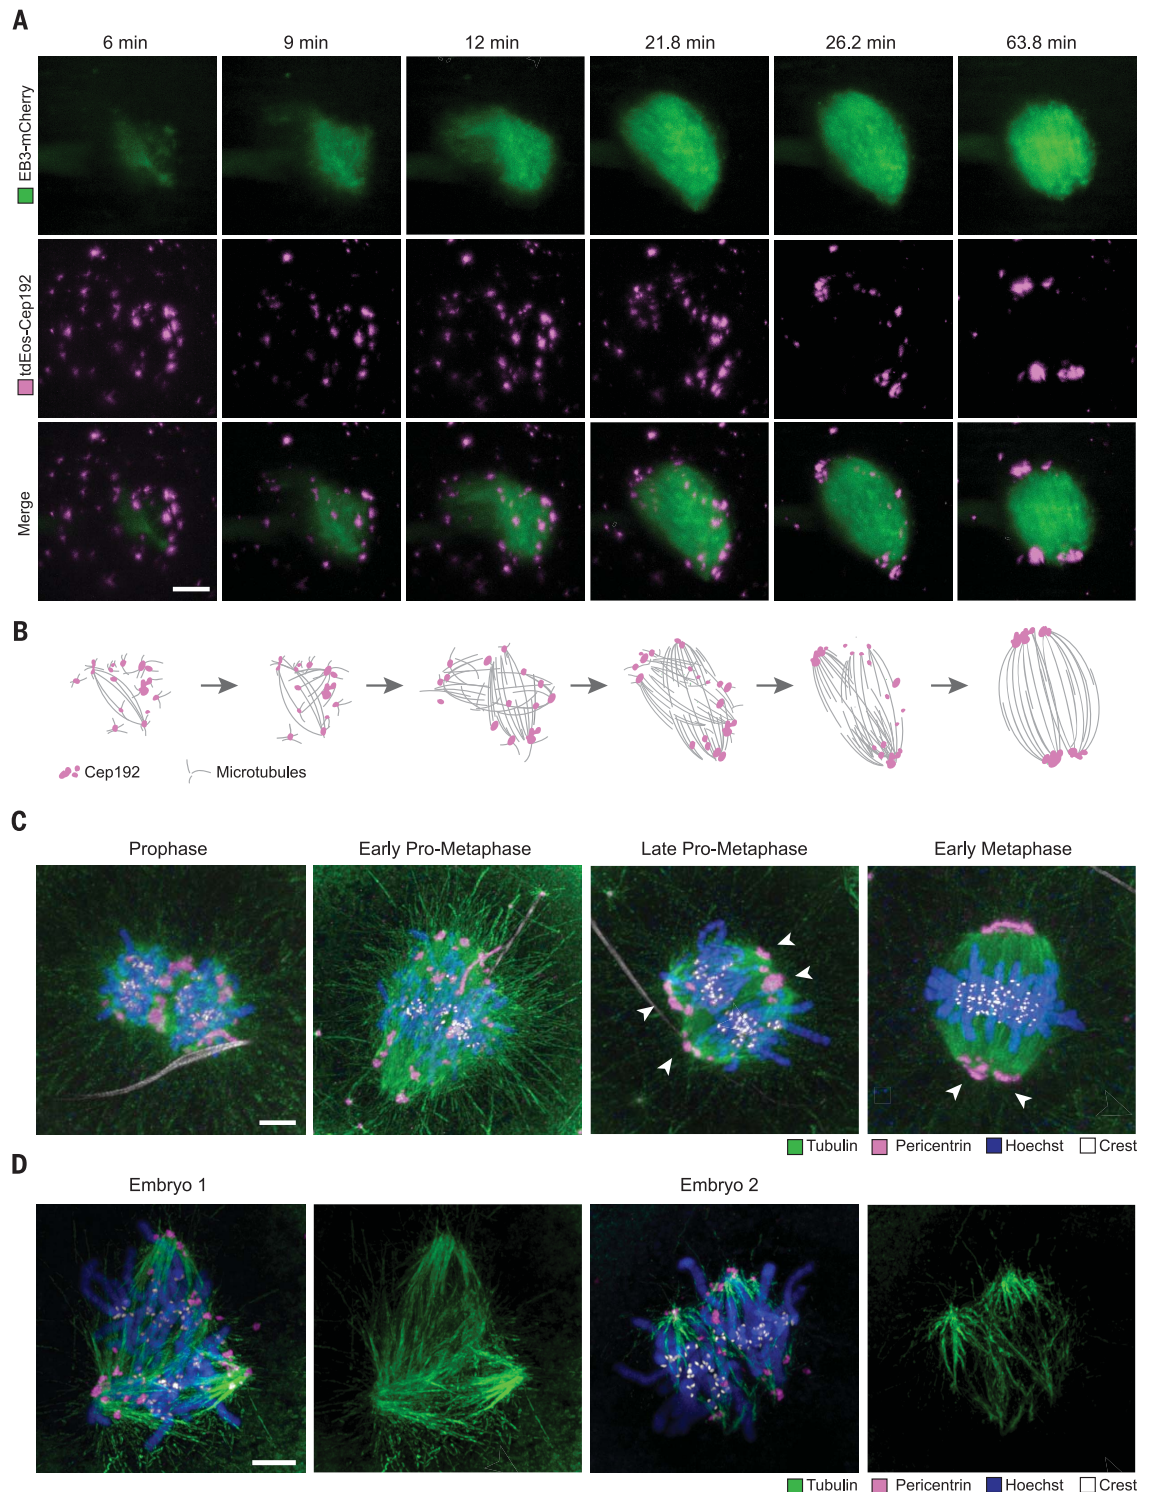 A
6 min 9 min 12 min 21.8 min 26.2 min 63.8 min
EB3-mCherry
tdEos-Cep192
Merge
B
Cep192 Microtubules
C
Prophase Early Pro-Metaphase Late Pro-Metaphase Early Metaphase
Tubulin Pericentrin Hoechst Crest
D
Embryo 1 Embryo 2
Tubulin Pericentrin Hoechst Crest